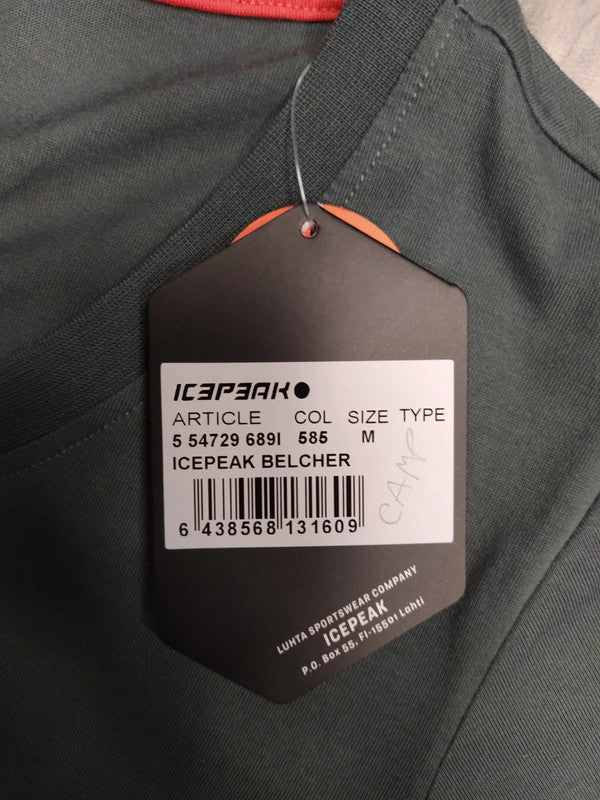 ICEPEAK
ARTICLE COL SIZE TYPE
5 54729 689I 585 M
ICEPEAK BELCHER
CAMP
6 438568 131609
LUHTA SPORTSWEAR COMPANY
ICEPEAK
P.O. Box 55, FI-15501 Lahti